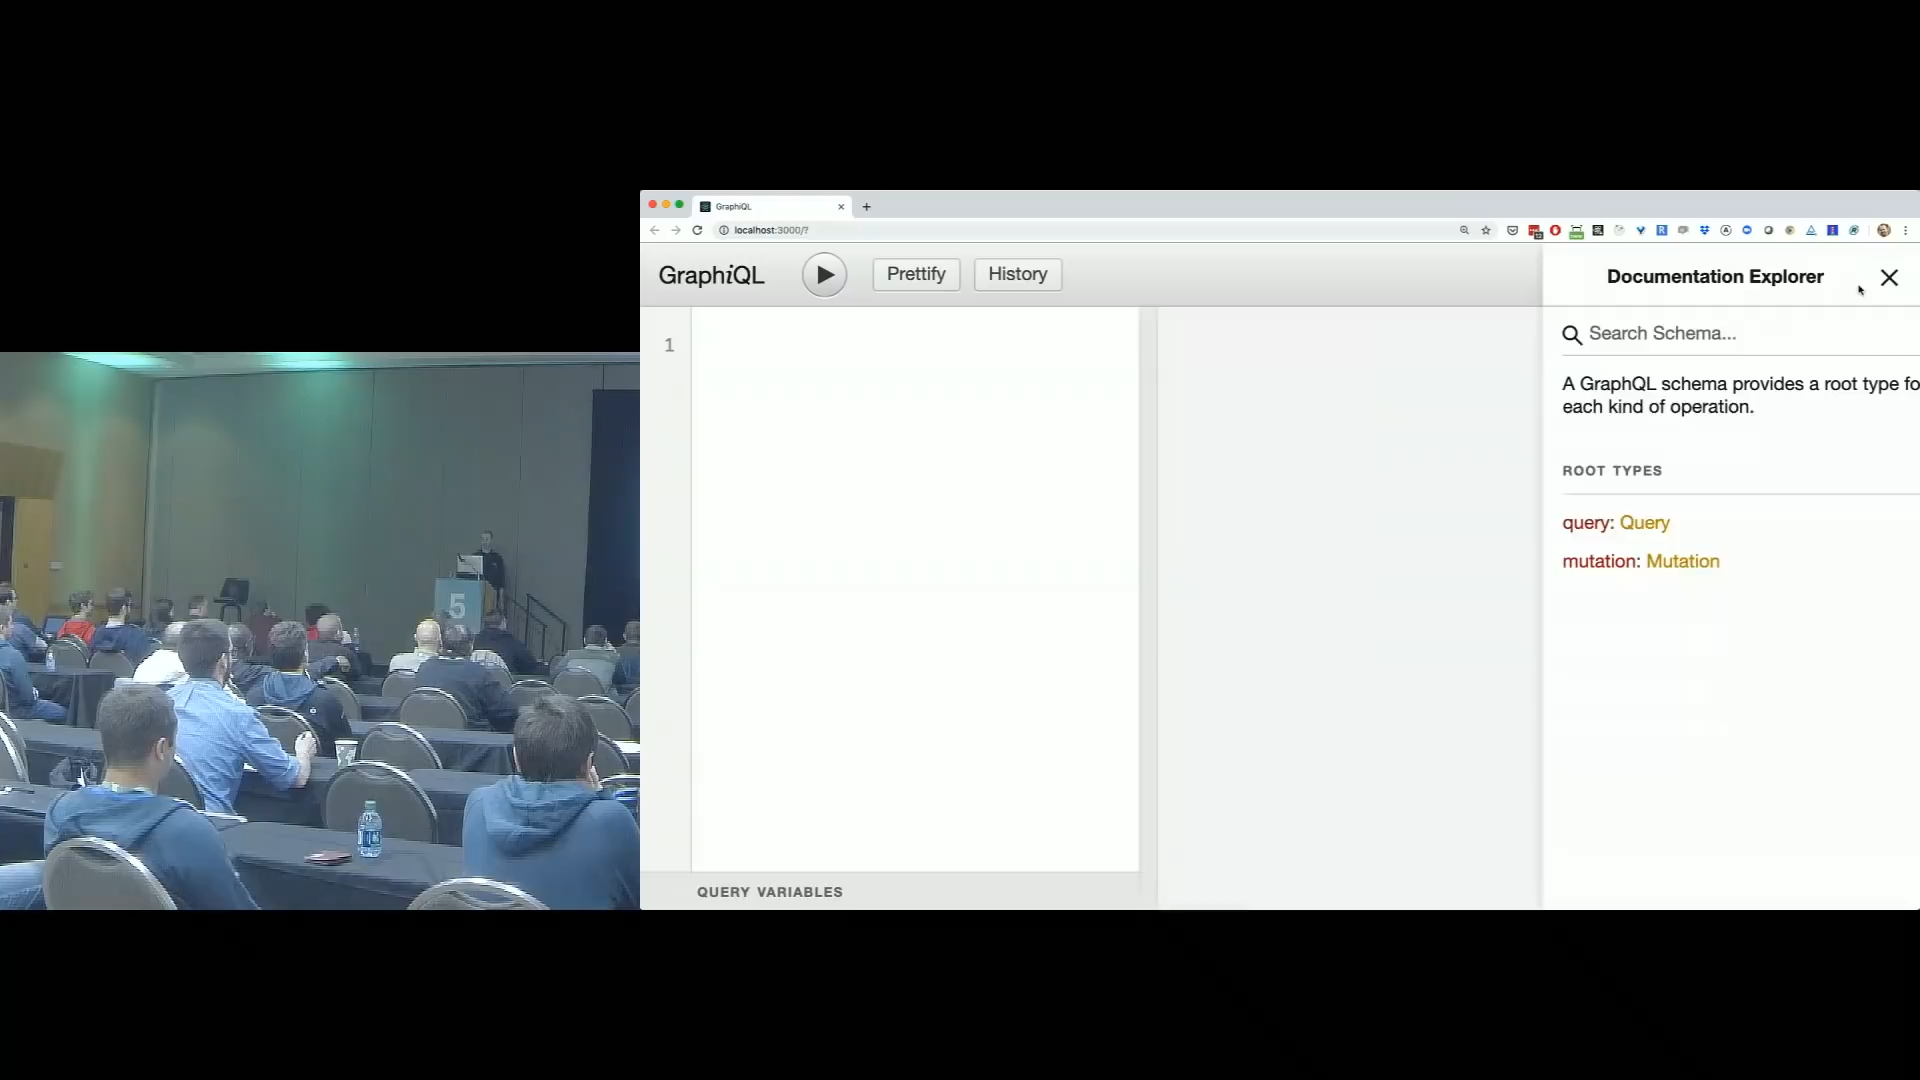 GraphiQL
localhost:3000/?
GraphiQL
Prettify
History
Documentation Explorer
1
Search Schema...
A GraphQL schema provides a root type fo
each kind of operation.
ROOT TYPES
query: Query
mutation: Mutation
QUERY VARIABLES
5